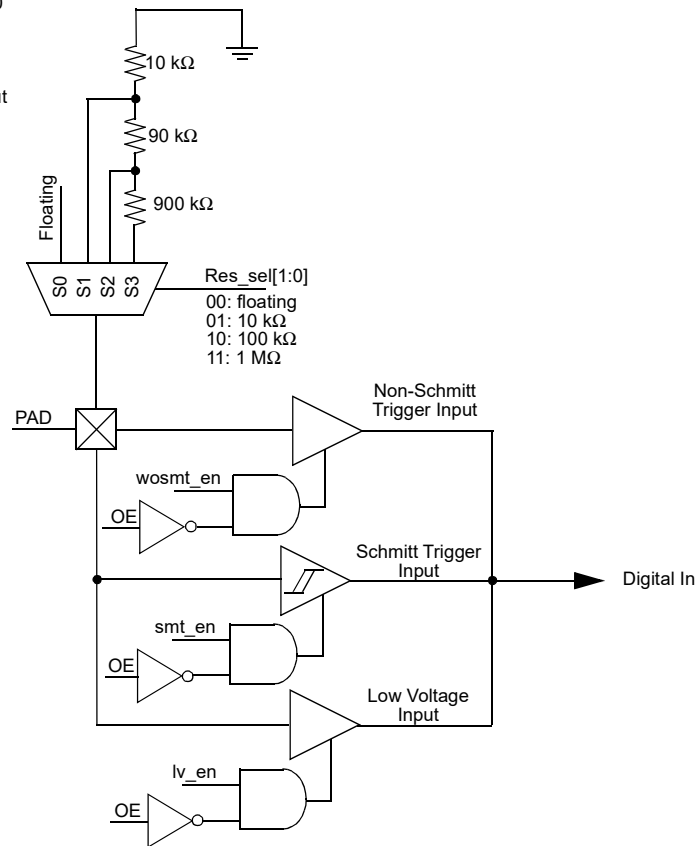 10 kΩ
90 kΩ
900 kΩ
Floating
S0
S1
S2
S3
Res_sel[1:0]
00: floating
01: 10 kΩ
10: 100 kΩ
11: 1 MΩ
PAD
Non-Schmitt
Trigger Input
wosmt_en
OE
Schmitt Trigger
Input
Digital In
smt_en
OE
Low Voltage
Input
lv_en
OE